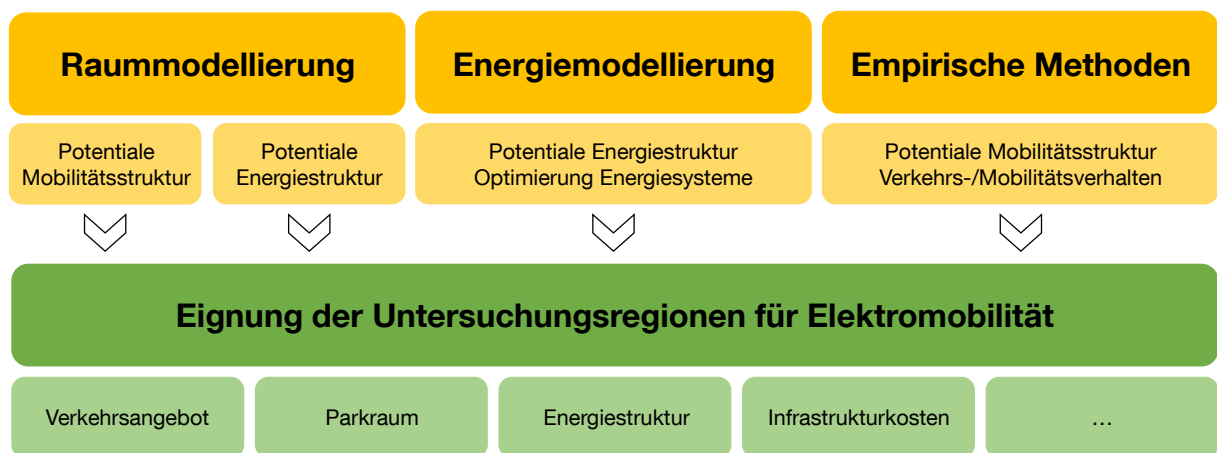 Raummodellierung
Energiemodellierung
Empirische Methoden
Potentiale
Mobilitätsstruktur
Potentiale
Energiestruktur
Potentiale Energiestruktur
Optimierung Energiesysteme
Potentiale Mobilitätsstruktur
Verkehrs-/Mobilitätsverhalten
Eignung der Untersuchungsregionen für Elektromobilität
Verkehrsangebot
Parkraum
Energiestruktur
Infrastrukturkosten
…